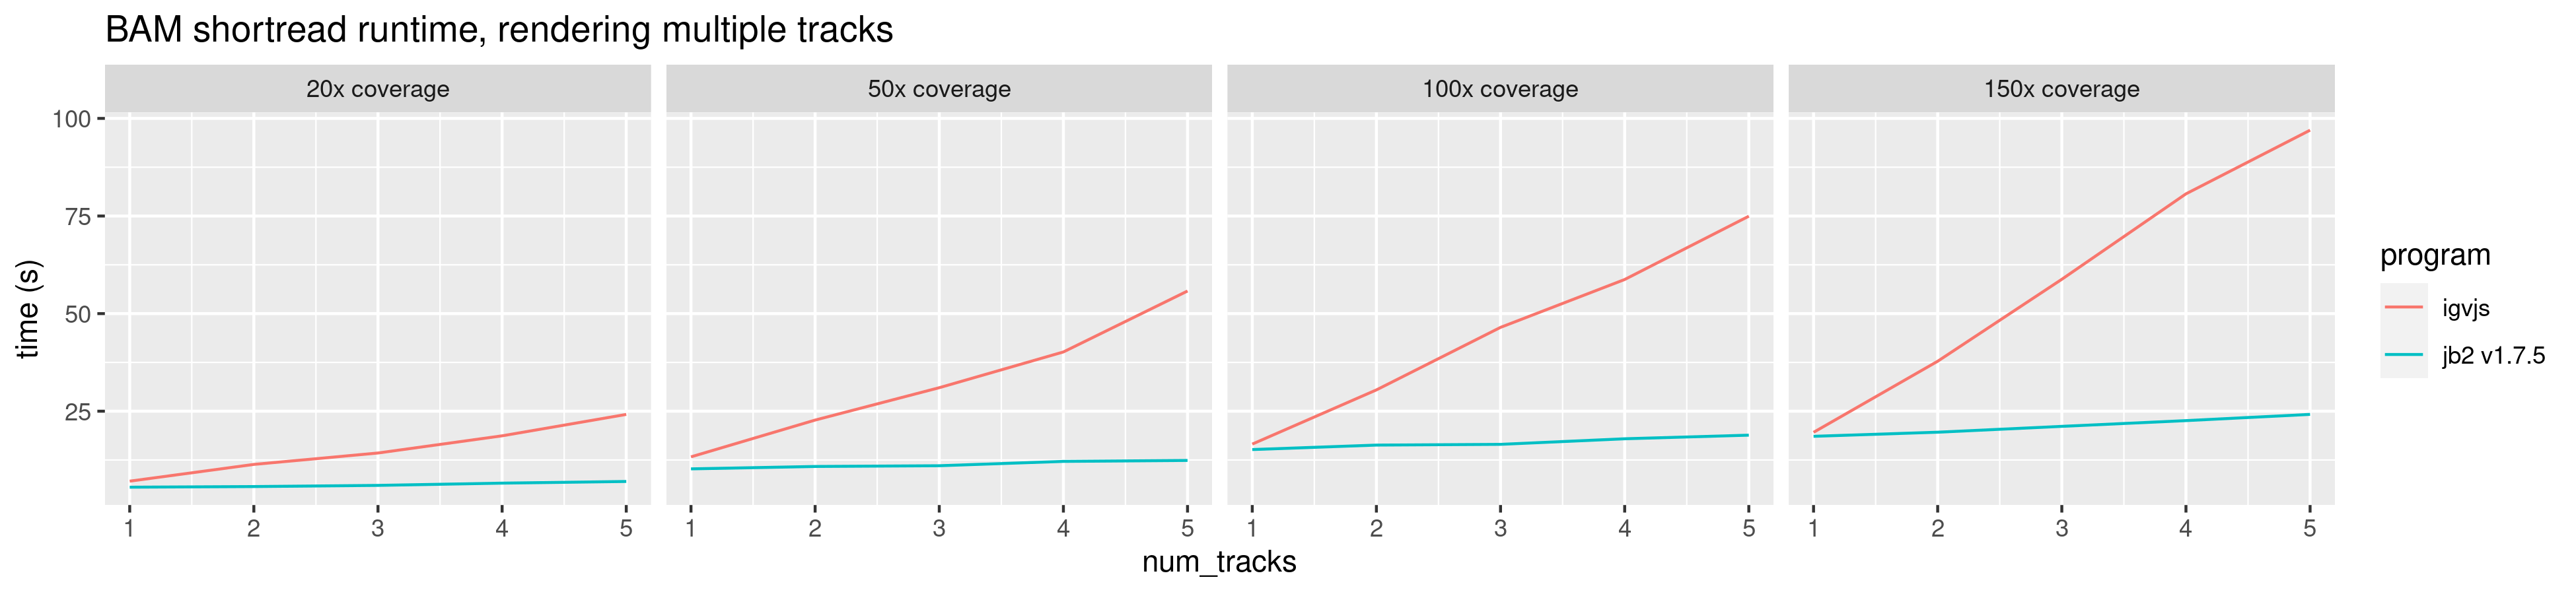 BAM shortread runtime, rendering multiple tracks
20x coverage
50x coverage
100x coverage
150x coverage
100
75
50
25
time (s)
1 2 3 4 5
1 2 3 4 5
1 2 3 4 5
1 2 3 4 5
num_tracks
program
igvjs
jb2 v1.7.5